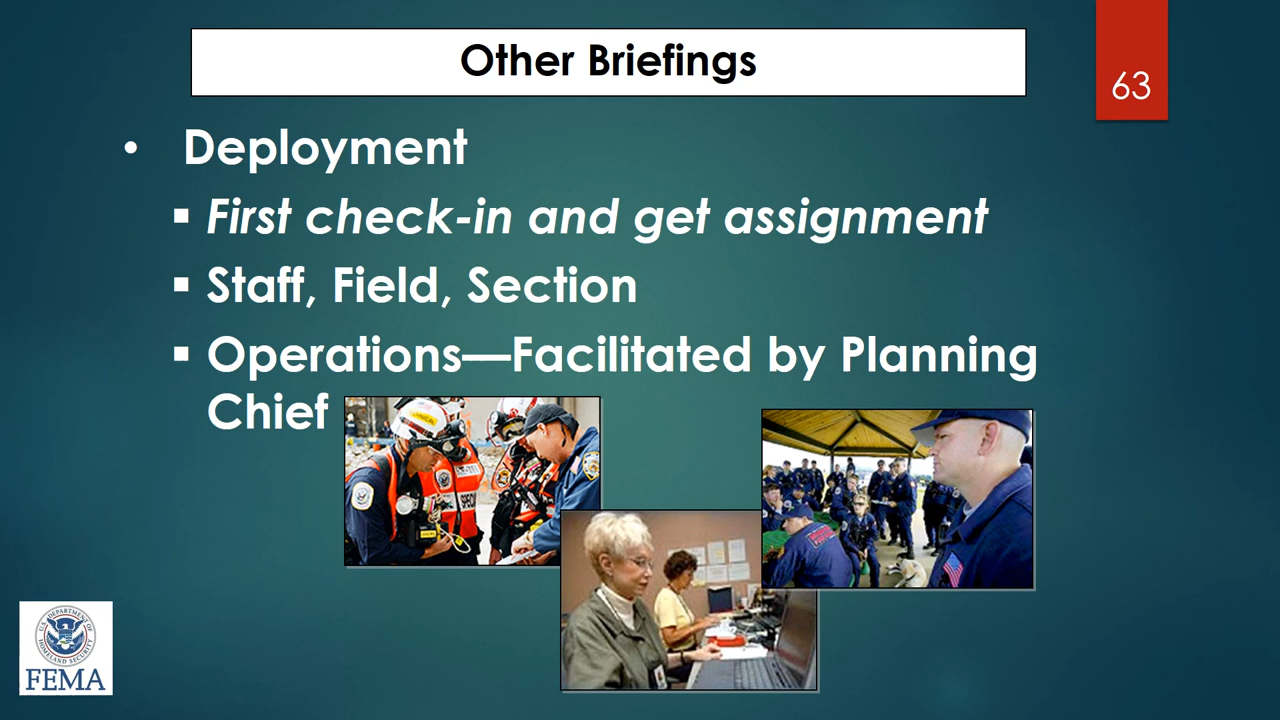 Other Briefings
63
• Deployment
▪ First check-in and get assignment
▪ Staff, Field, Section
▪ Operations—Facilitated by Planning
Chief
U.S. DEPARTMENT OF
HOMELAND SECURITY
FEMA